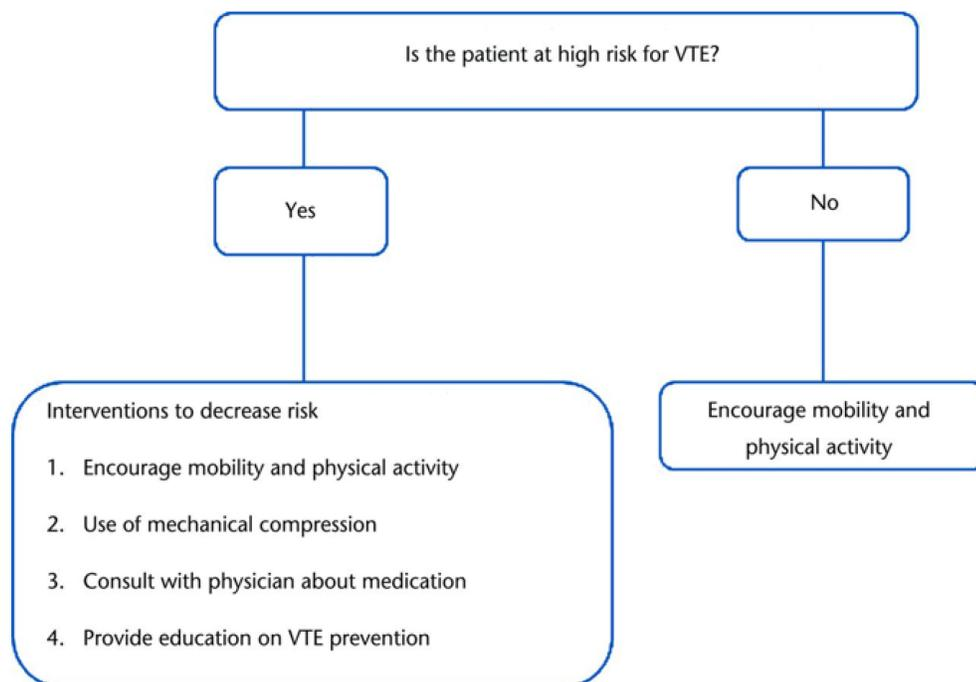 Is the patient at high risk for VTE?
Yes
No
Interventions to decrease risk
1. Encourage mobility and physical activity
2. Use of mechanical compression
3. Consult with physician about medication
4. Provide education on VTE prevention
Encourage mobility and
physical activity